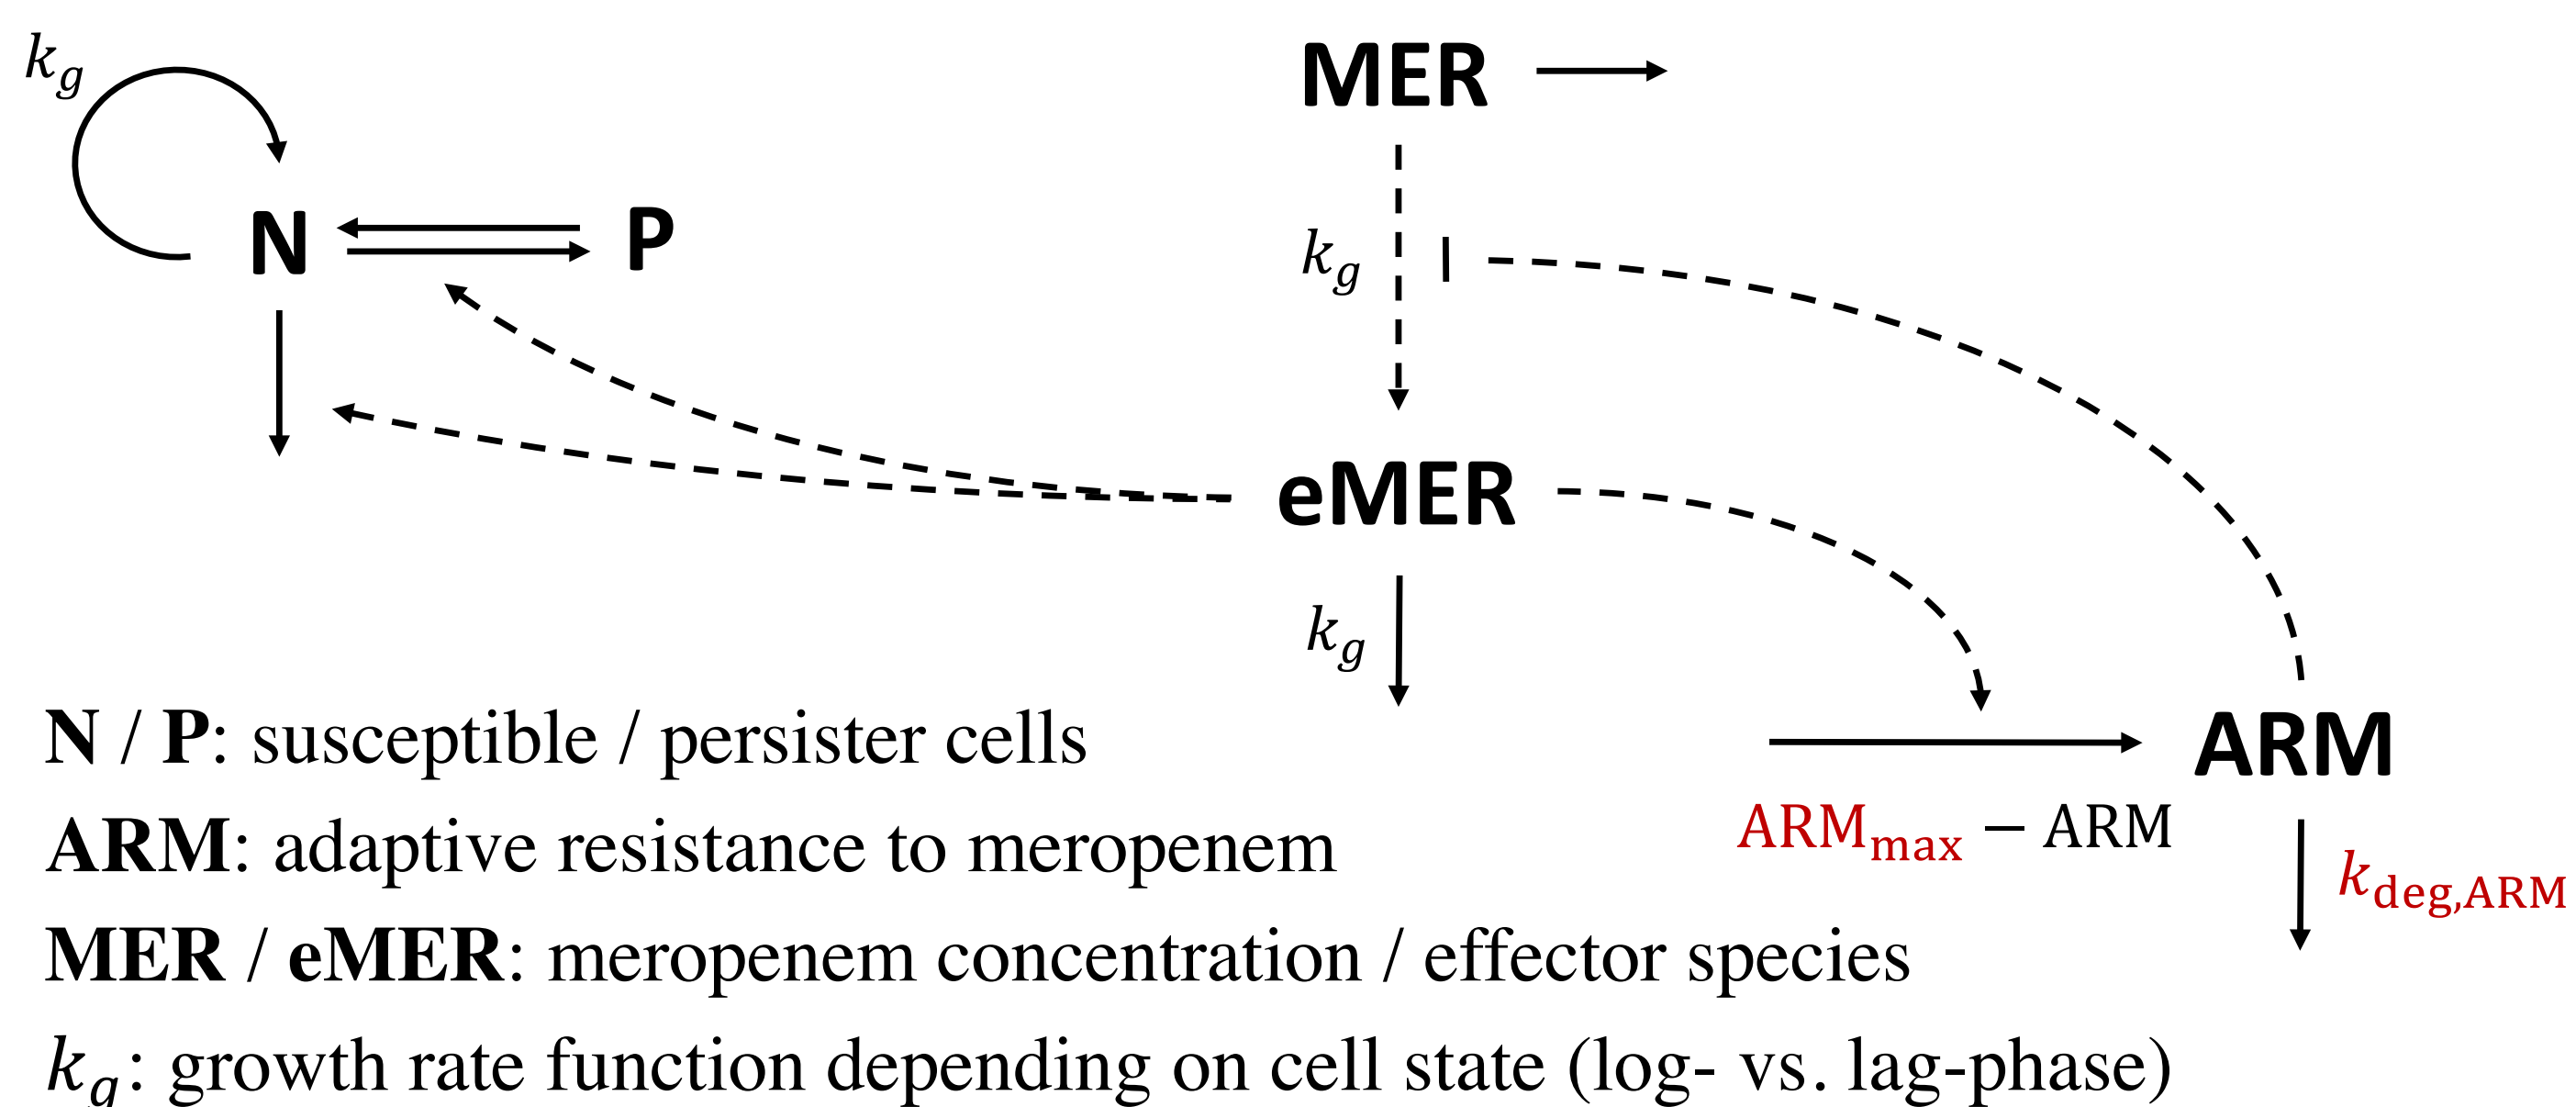 k_g
MER
N
P
k_g
eMER
k_g
ARM
ARM_max − ARM
k_deg,ARM
N / P: susceptible / persister cells
ARM: adaptive resistance to meropenem
MER / eMER: meropenem concentration / effector species
k_g: growth rate function depending on cell state (log- vs. lag-phase)